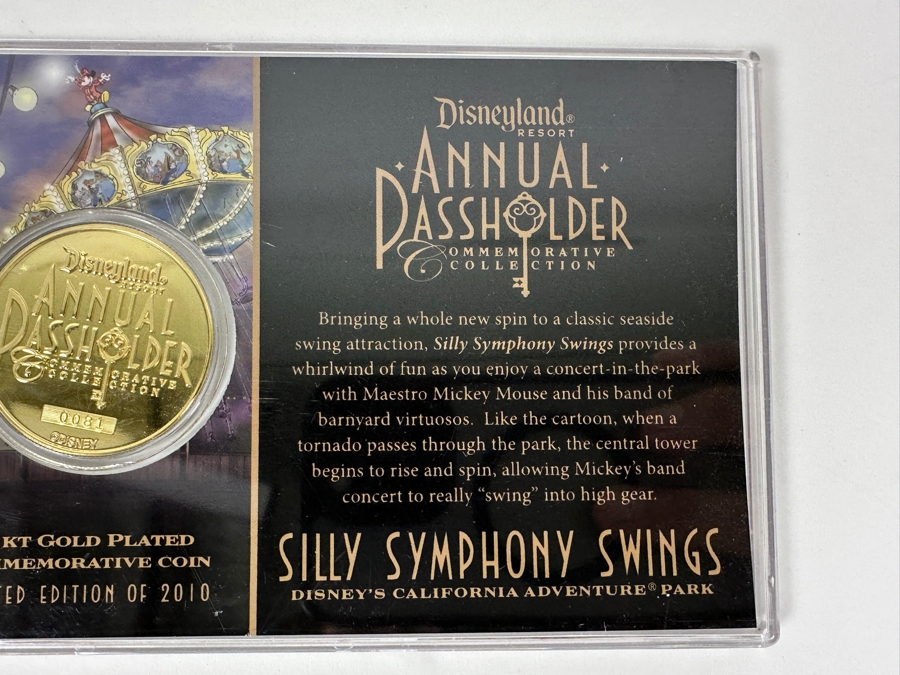 Disneyland®
RESORT
ANNUAL
PASSHOLDER
COMMEMORATIVE
COLLECTION
0081
©DISNEY
KT GOLD PLATED
MMEMORATIVE COIN
TED EDITION OF 2010
Disneyland®
RESORT
ANNUAL
PASSHOLDER
COMMEMORATIVE
COLLECTION
Bringing a whole new spin to a classic seaside
swing attraction, Silly Symphony Swings provides a
whirlwind of fun as you enjoy a concert-in-the-park
with Maestro Mickey Mouse and his band of
barnyard virtuosos. Like the cartoon, when a
tornado passes through the park, the central tower
begins to rise and spin, allowing Mickey's band
concert to really “swing” into high gear.
SILLY SYMPHONY SWINGS
DISNEY'S CALIFORNIA ADVENTURE® PARK